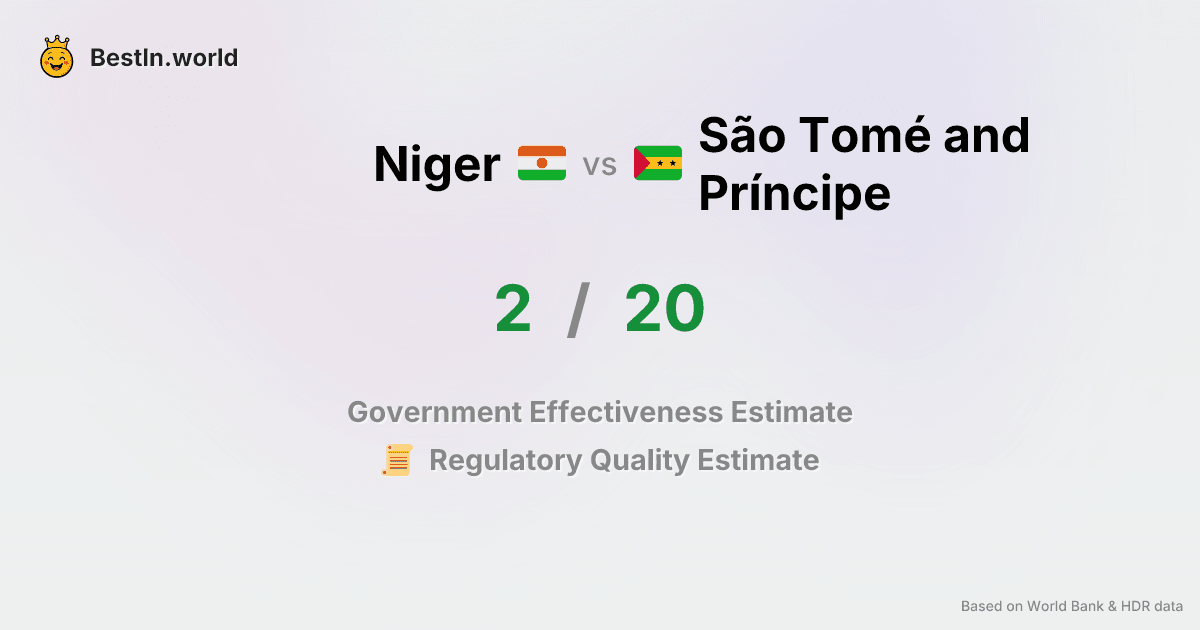 BestIn.world
Niger vs São Tomé and
Príncipe
2 / 20
Government Effectiveness Estimate
Regulatory Quality Estimate
Based on World Bank & HDR data